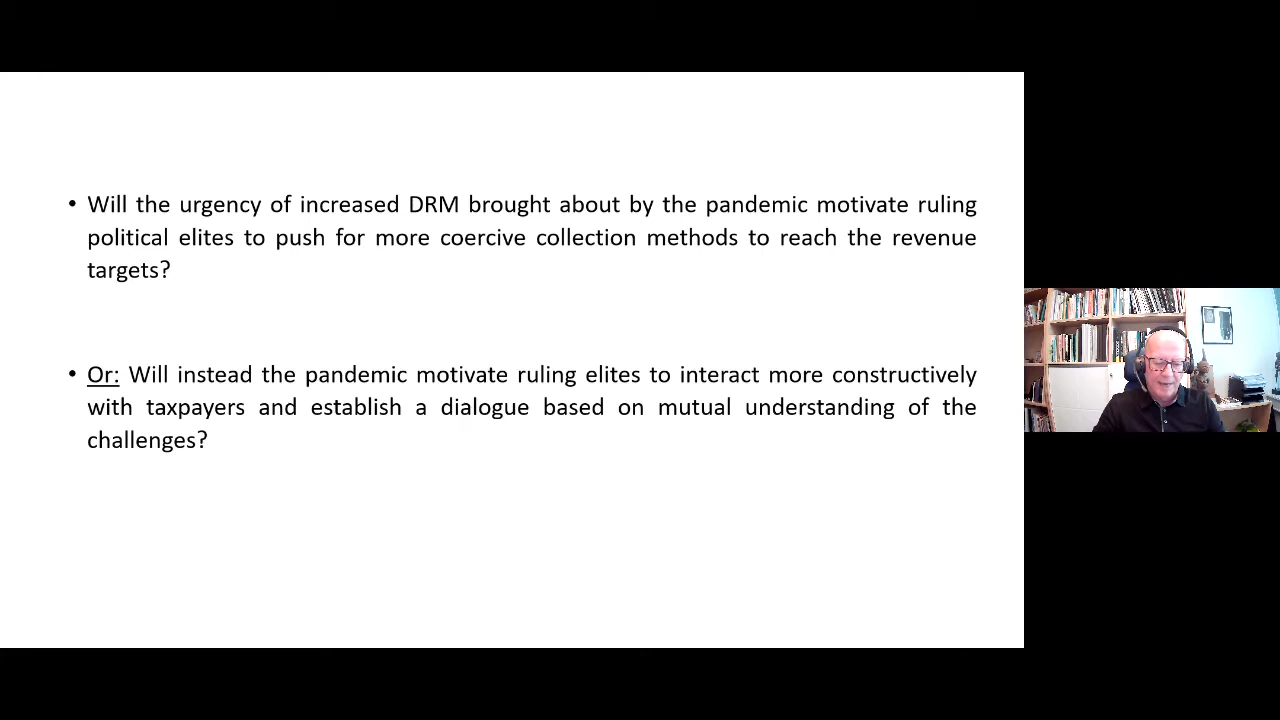 • Will the urgency of increased DRM brought about by the pandemic motivate ruling
political elites to push for more coercive collection methods to reach the revenue
targets?
• Or: Will instead the pandemic motivate ruling elites to interact more constructively
with taxpayers and establish a dialogue based on mutual understanding of the
challenges?